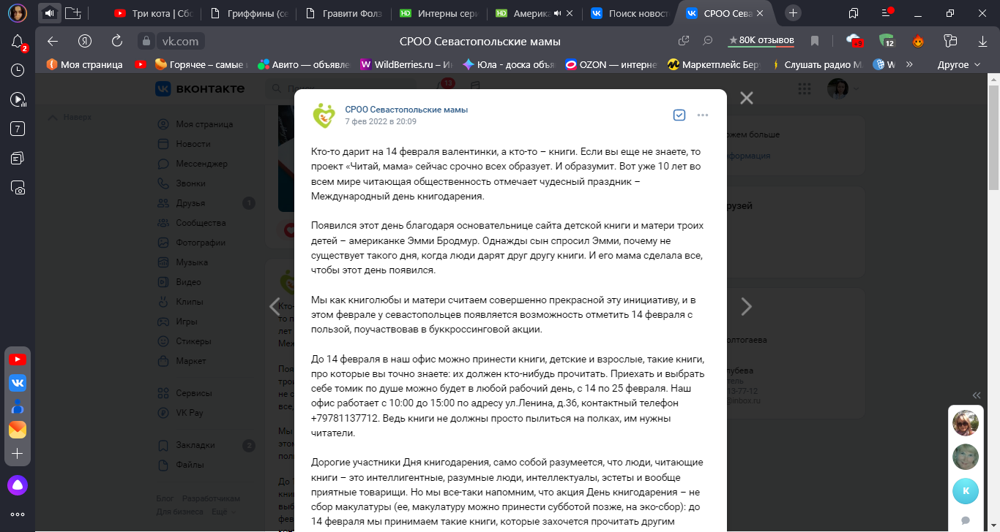 Три кота | Сбо
Гриффины (се
Гравити Фолз
HD Интерны сери
HD Америка
Поиск новост
СРОО Сева
vk.com
СРОО Севастопольские мамы
★ 80K отзывов
+9
12
2
Моя страница
Горячее – самые
Авито — объявле
WildBerries.ru – И
Юла - доска объя
OZON — интерне
Маркетплейс Бер
Слушать радио М
W
»
Другое
7
вконтакте
Поиск
13
Наверх
Моя страница
Новости
Мессенджер
Звонки
Друзья 1
Сообщества
Фотографии
Музыка
Видео
Клипы
Игры
Стикеры
Маркет
Сервисы
VK Pay
Закладки 2
Файлы
Блог Разработчикам
Для бизнеса Ещё
СРОО Севастопольские мамы
7 фев 2022 в 20:09
Кто-то дарит на 14 февраля валентинки, а кто-то – книги. Если вы еще не знаете, то
проект «Читай, мама» сейчас срочно всех образует. И образумит. Вот уже 10 лет во
всем мире читающая общественность отмечает чудесный праздник –
Международный день книгодарения.
Появился этот день благодаря основательнице сайта детской книги и матери троих
детей – американке Эмми Бродмур. Однажды сын спросил Эмми, почему не
существует такого дня, когда люди дарят друг другу книги. И его мама сделала все,
чтобы этот день появился.
Мы как книголюбы и матери считаем совершенно прекрасной эту инициативу, и в
этом феврале у севастопольцев появляется возможность отметить 14 февраля с
пользой, поучаствовав в буккроссинговой акции.
До 14 февраля в наш офис можно принести книги, детские и взрослые, такие книги,
про которые вы точно знаете: их должен кто-нибудь прочитать. Приехать и выбрать
себе томик по душе можно будет в любой рабочий день, с 14 по 25 февраля. Наш
офис работает с 10:00 до 15:00 по адресу ул.Ленина, д.36, контактный телефон
+79781137712. Ведь книги не должны просто пылиться на полках, им нужны
читатели.
Дорогие участники Дня книгодарения, само собой разумеется, что люди, читающие
книги – это интеллигентные, разумные люди, интеллектуалы, эстеты и вообще
приятные товарищи. Но мы все-таки напомним, что акция День книгодарения – не
сбор макулатуры (ее, макулатуру можно принести субботой позже, на эко-сбор): до
14 февраля мы принимаем такие книги, которые захочется прочитать другим
ожем больше
нформация
рузей
олтогаева
лубева
тель
13-77-12
@inbox.ru
К